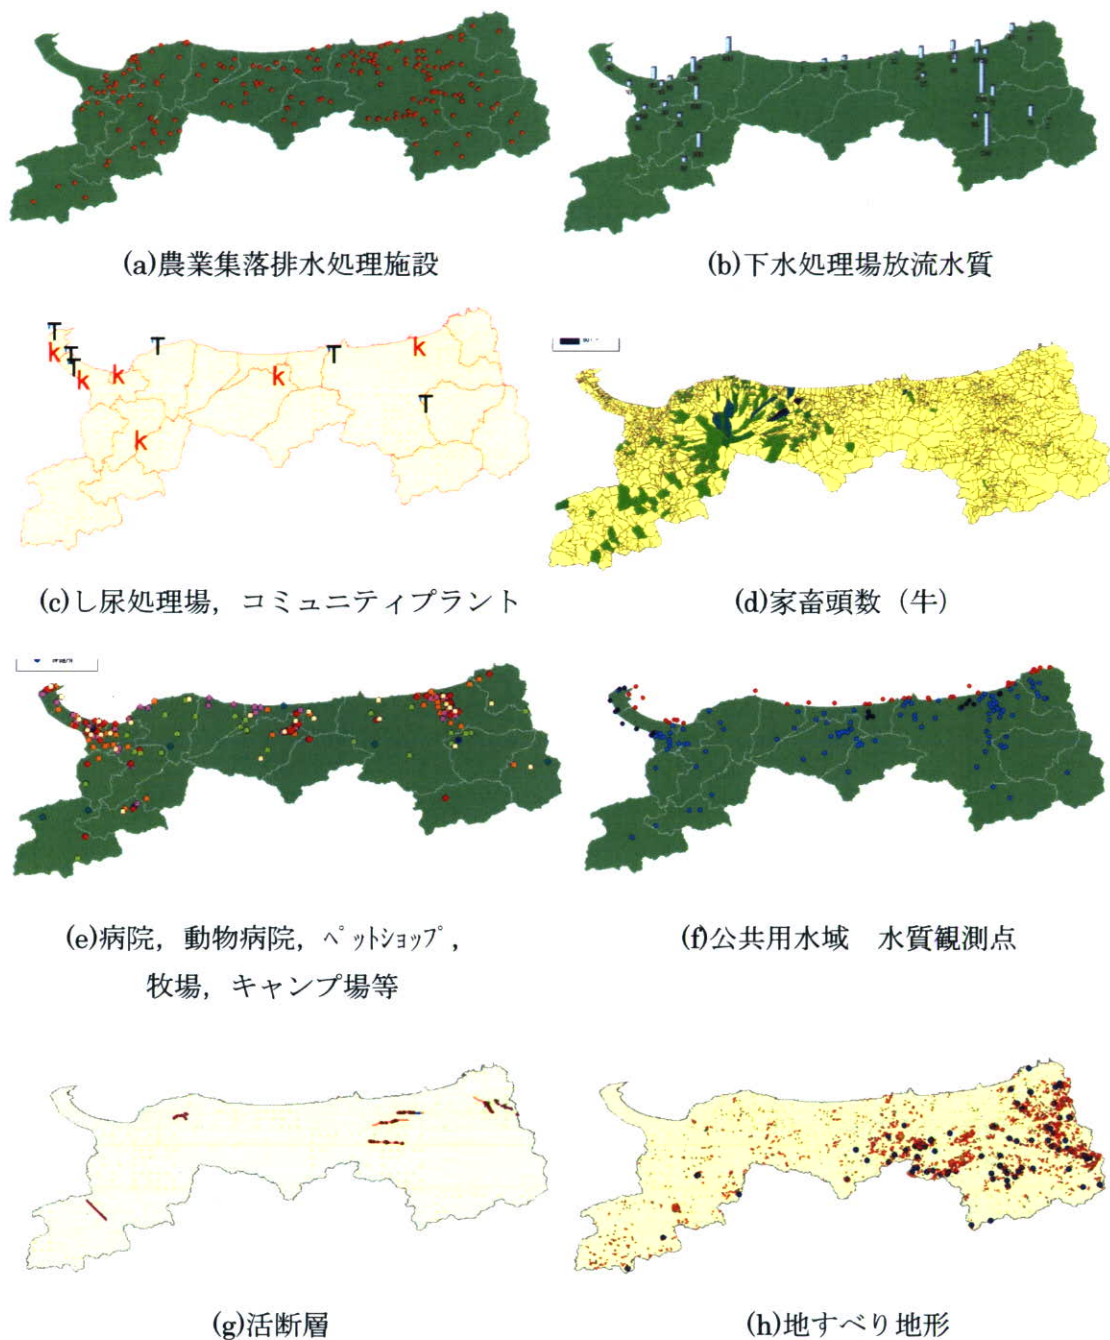 (a)農業集落排水処理施設
(b)下水処理場放流水質
T
k
T
T
k
k
T
k
T
k
T
k
(c)し尿処理場，コミュニティプラント
(d)家畜頭数（牛）
(e)病院，動物病院，ﾍﾟｯﾄｼｮｯﾌﾟ，
牧場，キャンプ場等
(f)公共用水域　水質観測点
(g)活断層
(h)地すべり地形